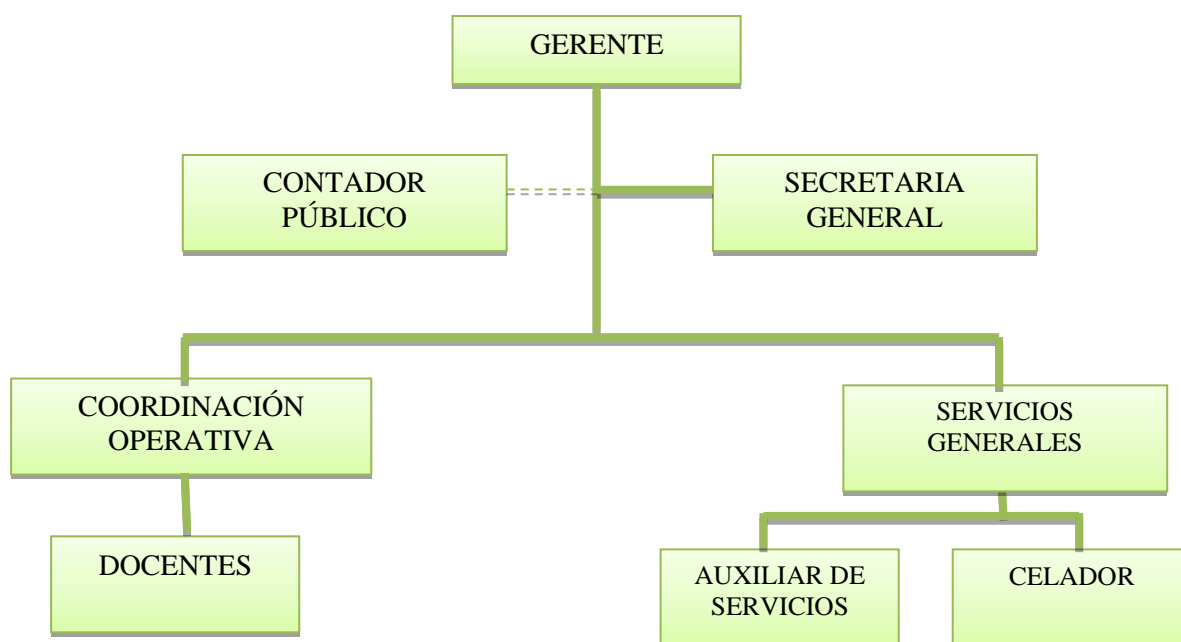 GERENTE
CONTADOR
PÚBLICO
SECRETARIA
GENERAL
COORDINACIÓN
OPERATIVA
SERVICIOS
GENERALES
DOCENTES
AUXILIAR DE
SERVICIOS
CELADOR